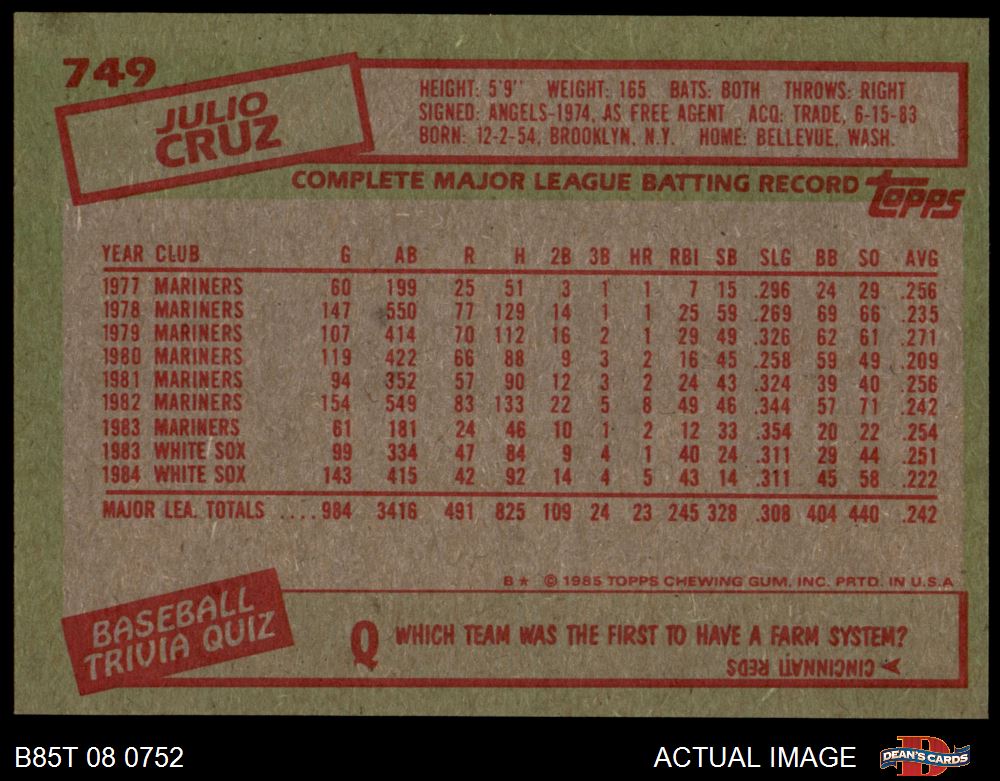 749
JULIO
CRUZ
HEIGHT: 5'9" WEIGHT: 165 BATS: BOTH THROWS: RIGHT
SIGNED: ANGELS-1974, AS FREE AGENT ACQ: TRADE, 6-15-83
BORN: 12-2-54, BROOKLYN, N.Y. HOME: BELLEVUE, WASH.
COMPLETE MAJOR LEAGUE BATTING RECORD topps
YEAR CLUB G AB R H 2B 3B HR RBI SB SLG BB SO AVG
1977 MARINERS 60 199 25 51 3 1 1 7 15 .296 24 29 .256
1978 MARINERS 147 550 77 129 14 1 1 25 59 .269 69 66 .235
1979 MARINERS 107 414 70 112 16 2 1 29 49 .326 62 61 .271
1980 MARINERS 119 422 66 88 9 3 2 16 45 .258 59 49 .209
1981 MARINERS 94 352 57 90 12 3 2 24 43 .324 39 40 .256
1982 MARINERS 154 549 83 133 22 5 8 49 46 .344 57 71 .242
1983 MARINERS 61 181 24 46 10 1 2 12 33 .354 20 22 .254
1983 WHITE SOX 99 334 47 84 9 4 1 40 24 .311 29 44 .251
1984 WHITE SOX 143 415 42 92 14 4 5 43 14 .311 45 58 .222
MAJOR LEA. TOTALS ....984 3416 491 825 109 24 23 245 328 .308 404 440 .242
B★ © 1985 TOPPS CHEWING GUM, INC. PRTD. IN U.S.A
BASEBALL
TRIVIA QUIZ
Q WHICH TEAM WAS THE FIRST TO HAVE A FARM SYSTEM?
A CINCINNATI REDS
B85T 08 0752 ACTUAL IMAGE DEAN'S CARDS